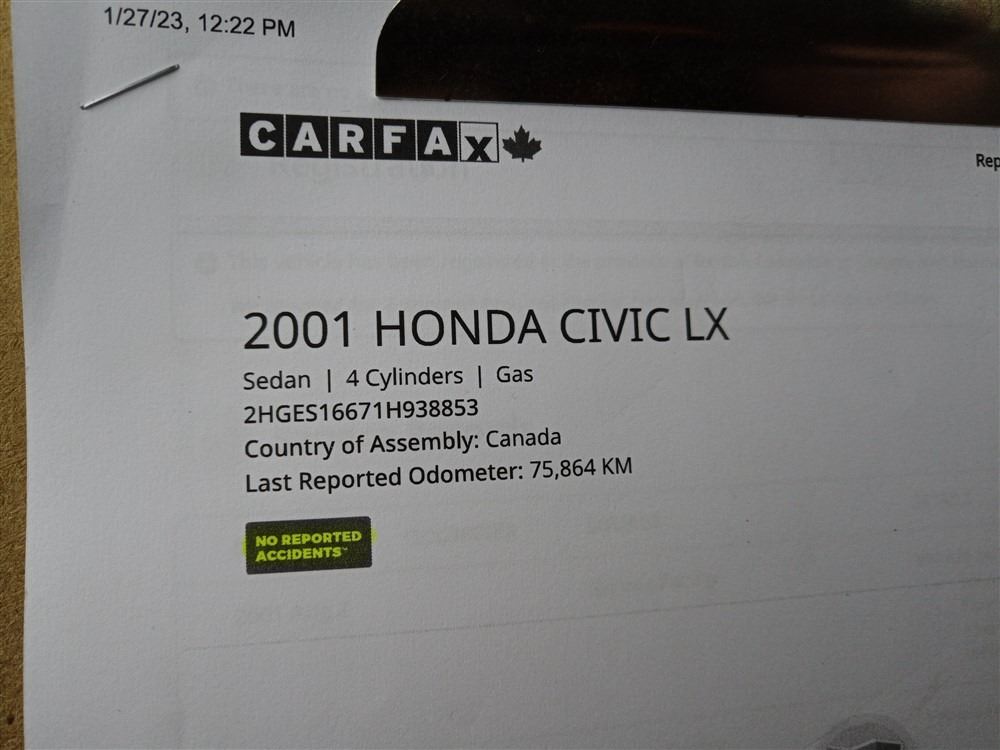 1/27/23, 12:22 PM
CARFAX
Rep
2001 HONDA CIVIC LX
Sedan | 4 Cylinders | Gas
2HGES16671H938853
Country of Assembly: Canada
Last Reported Odometer: 75,864 KM
NO REPORTED
ACCIDENTS™